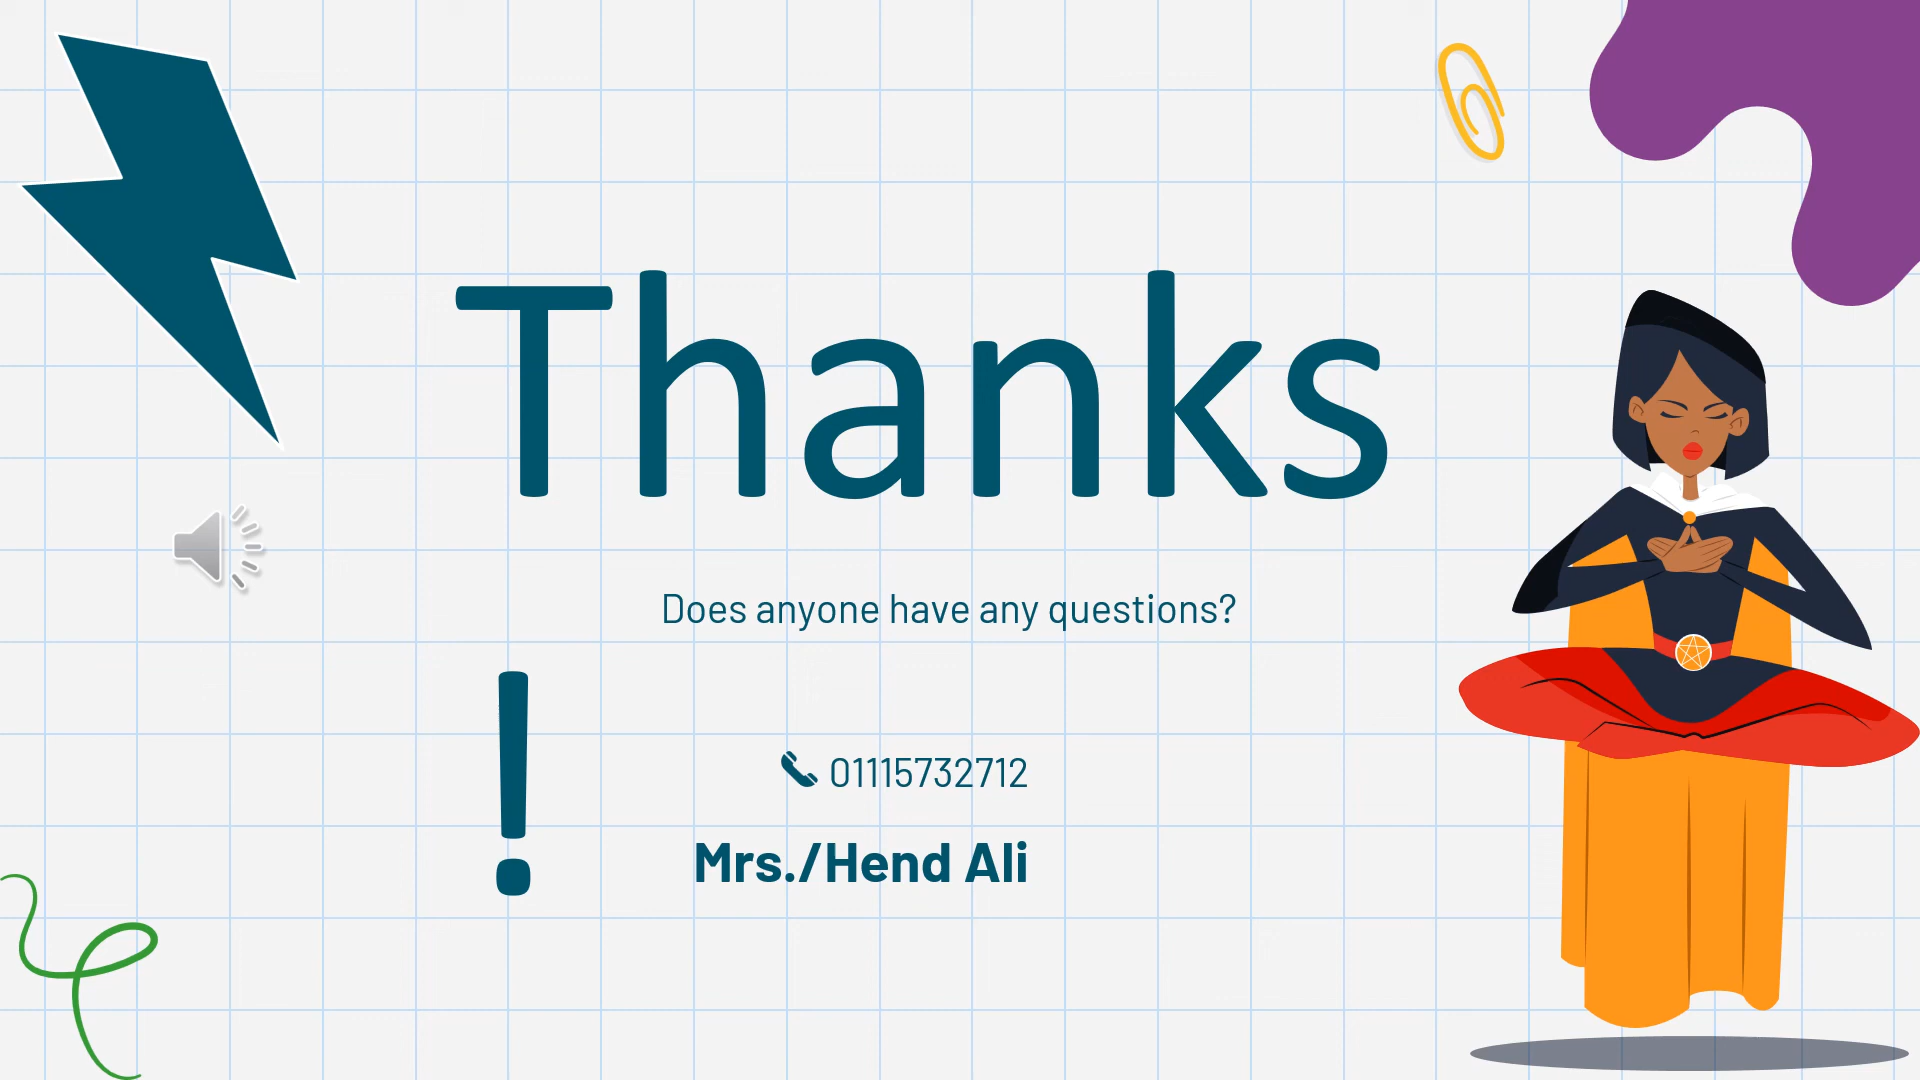 Thanks
!
Does anyone have any questions?
01115732712
Mrs./Hend Ali